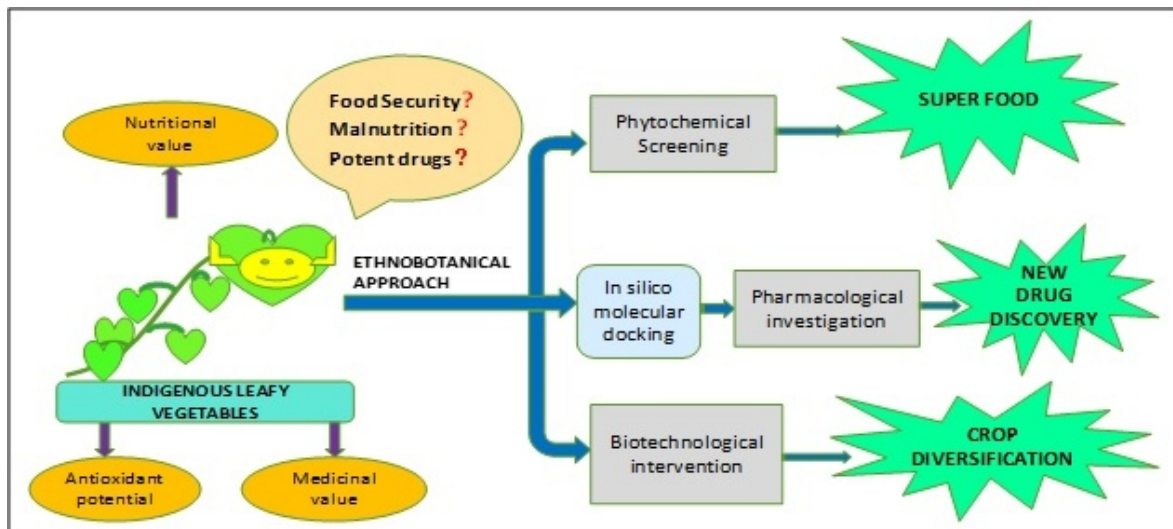 Nutritional
value
Food Security?
Malnutrition?
Potent drugs?
INDIGENOUS LEAFY
VEGETABLES
Antioxidant
potential
Medicinal
value
ETHNOBOTANICAL
APPROACH
Phytochemical
Screening
SUPER FOOD
In silico
molecular
docking
Pharmacological
investigation
NEW
DRUG
DISCOVERY
Biotechnological
intervention
CROP
DIVERSIFICATION